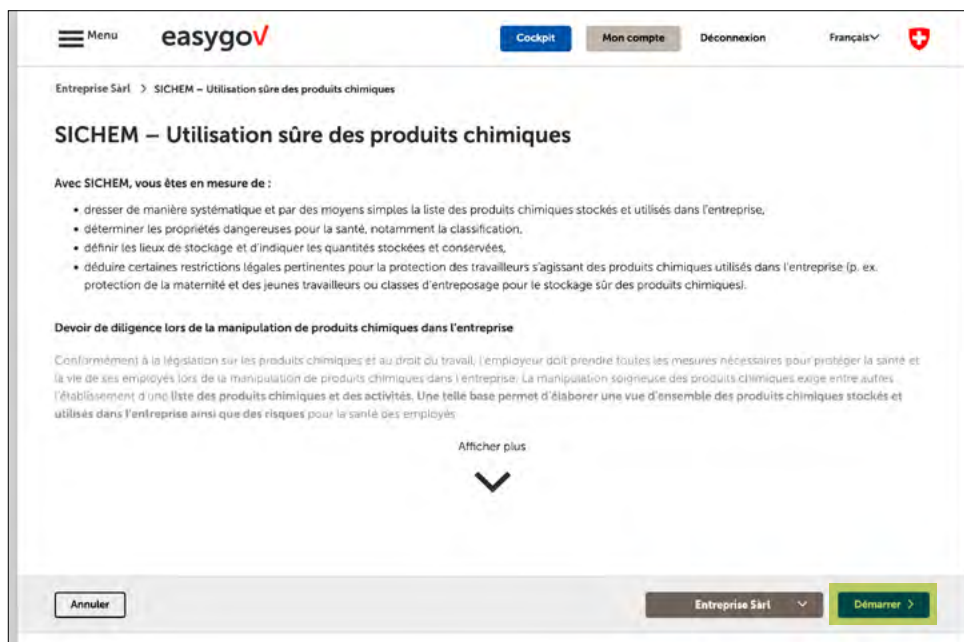 Menu easygov Cockpit Mon compte Déconnexion Français
Entreprise Sàrl > SICHEM – Utilisation sûre des produits chimiques
SICHEM – Utilisation sûre des produits chimiques
Avec SICHEM, vous êtes en mesure de :
• dresser de manière systématique et par des moyens simples la liste des produits chimiques stockés et utilisés dans l'entreprise,
• déterminer les propriétés dangereuses pour la santé, notamment la classification,
• définir les lieux de stockage et d'indiquer les quantités stockées et conservées,
• déduire certaines restrictions légales pertinentes pour la protection des travailleurs s'agissant des produits chimiques utilisés dans l'entreprise (p. ex.
protection de la maternité et des jeunes travailleurs ou classes d'entreposage pour le stockage sûr des produits chimiques).
Devoir de diligence lors de la manipulation de produits chimiques dans l'entreprise
Conformément à la législation sur les produits chimiques et au droit du travail, l'employeur doit prendre toutes les mesures nécessaires pour protéger la santé et
la vie de ses employés lors de la manipulation de produits chimiques dans l'entreprise. La manipulation soigneuse des produits chimiques exige entre autres
l'établissement d'une liste des produits chimiques et des activités. Une telle base permet d'élaborer une vue d'ensemble des produits chimiques stockés et
utilisés dans l'entreprise ainsi que des risques pour la santé des employés
Afficher plus
Annuler Entreprise Sàrl Démarrer >